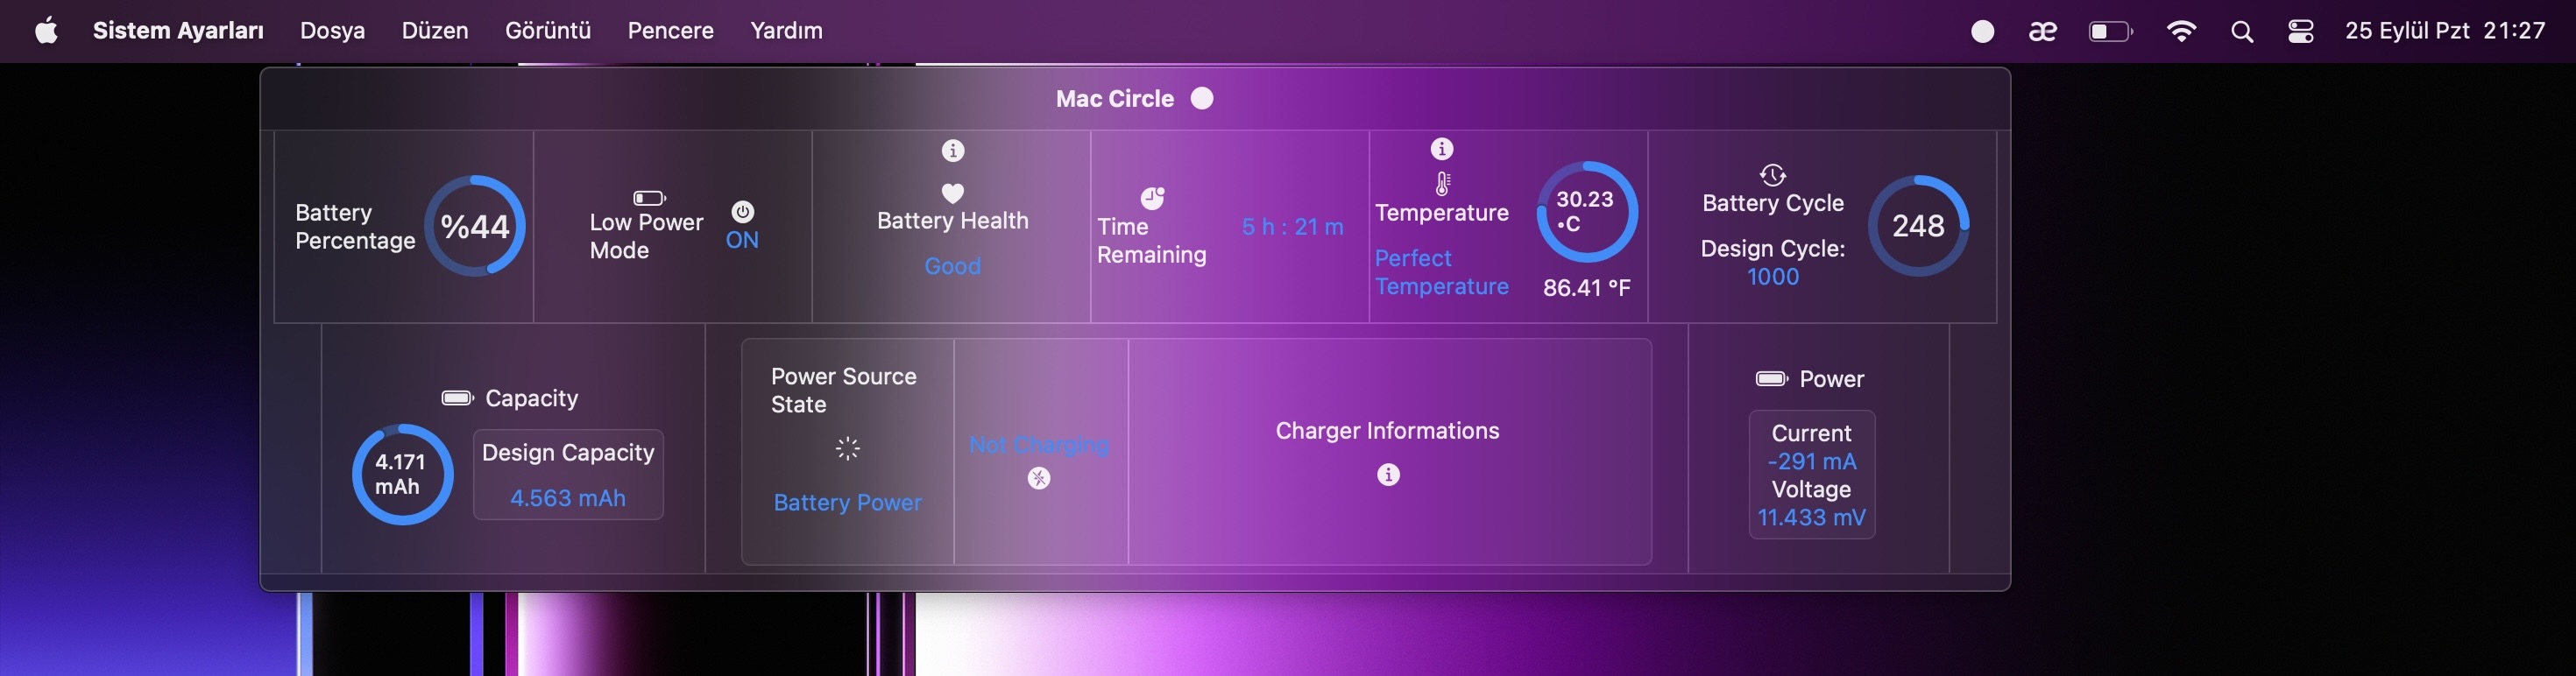 Sistem Ayarları Dosya Düzen Görüntü Pencere Yardım æ 25 Eylül Pzt 21:27
Mac Circle
Battery
Percentage
%44
Low Power
Mode
ON
Battery Health
Good
Time
Remaining
5 h : 21 m
Temperature
Perfect
Temperature
30.23
°C
86.41 °F
Battery Cycle
Design Cycle:
1000
248
Capacity
4.171
mAh
Design Capacity
4.563 mAh
Power Source
State
Battery Power
Not Charging
Charger Informations
Power
Current
-291 mA
Voltage
11.433 mV